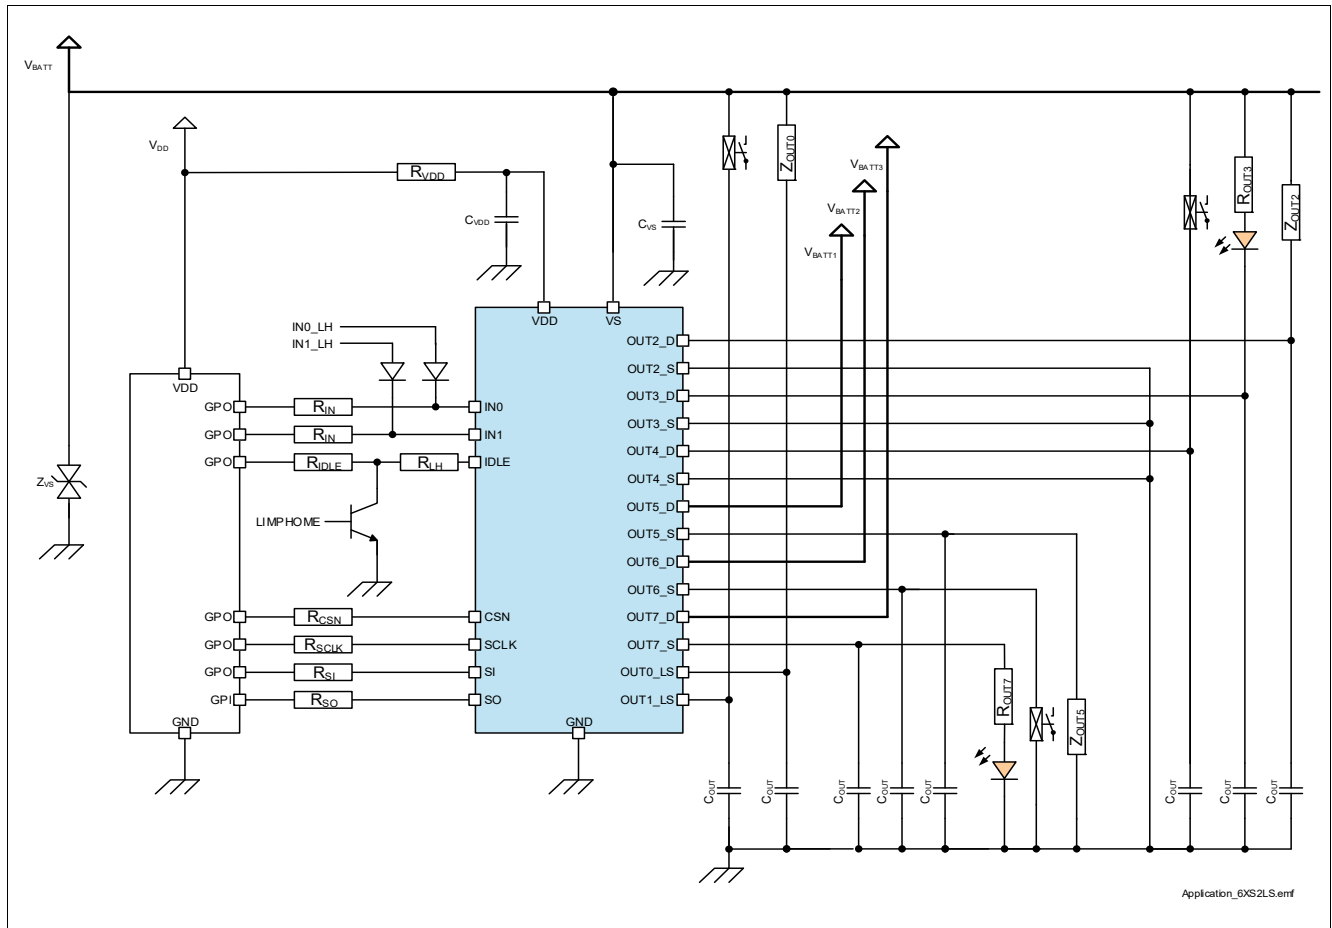 VBATT
VDD
RVDD
CVDD
CVS
ZOUT0
VBATT3
VBATT2
VBATT1
ROUT3
ZOUT2
IN0_LH
IN1_LH
VDD
VS
VDD
GPO
RIN
IN0
GPO
RIN
IN1
GPO
RIDLE
RLH
IDLE
ZVS
LIMPHOME
GPO
RCSN
CSN
GPO
RSCLK
SCLK
GPO
RSI
SI
GPI
RSO
SO
GND
GND
OUT2_D
OUT2_S
OUT3_D
OUT3_S
OUT4_D
OUT4_S
OUT5_D
OUT5_S
OUT6_D
OUT6_S
OUT7_D
OUT7_S
OUT0_LS
OUT1_LS
ROUT7
ZOUT5
COUT
COUT
COUT
COUT
COUT
COUT
COUT
COUT
Application_6XS2LS.emf